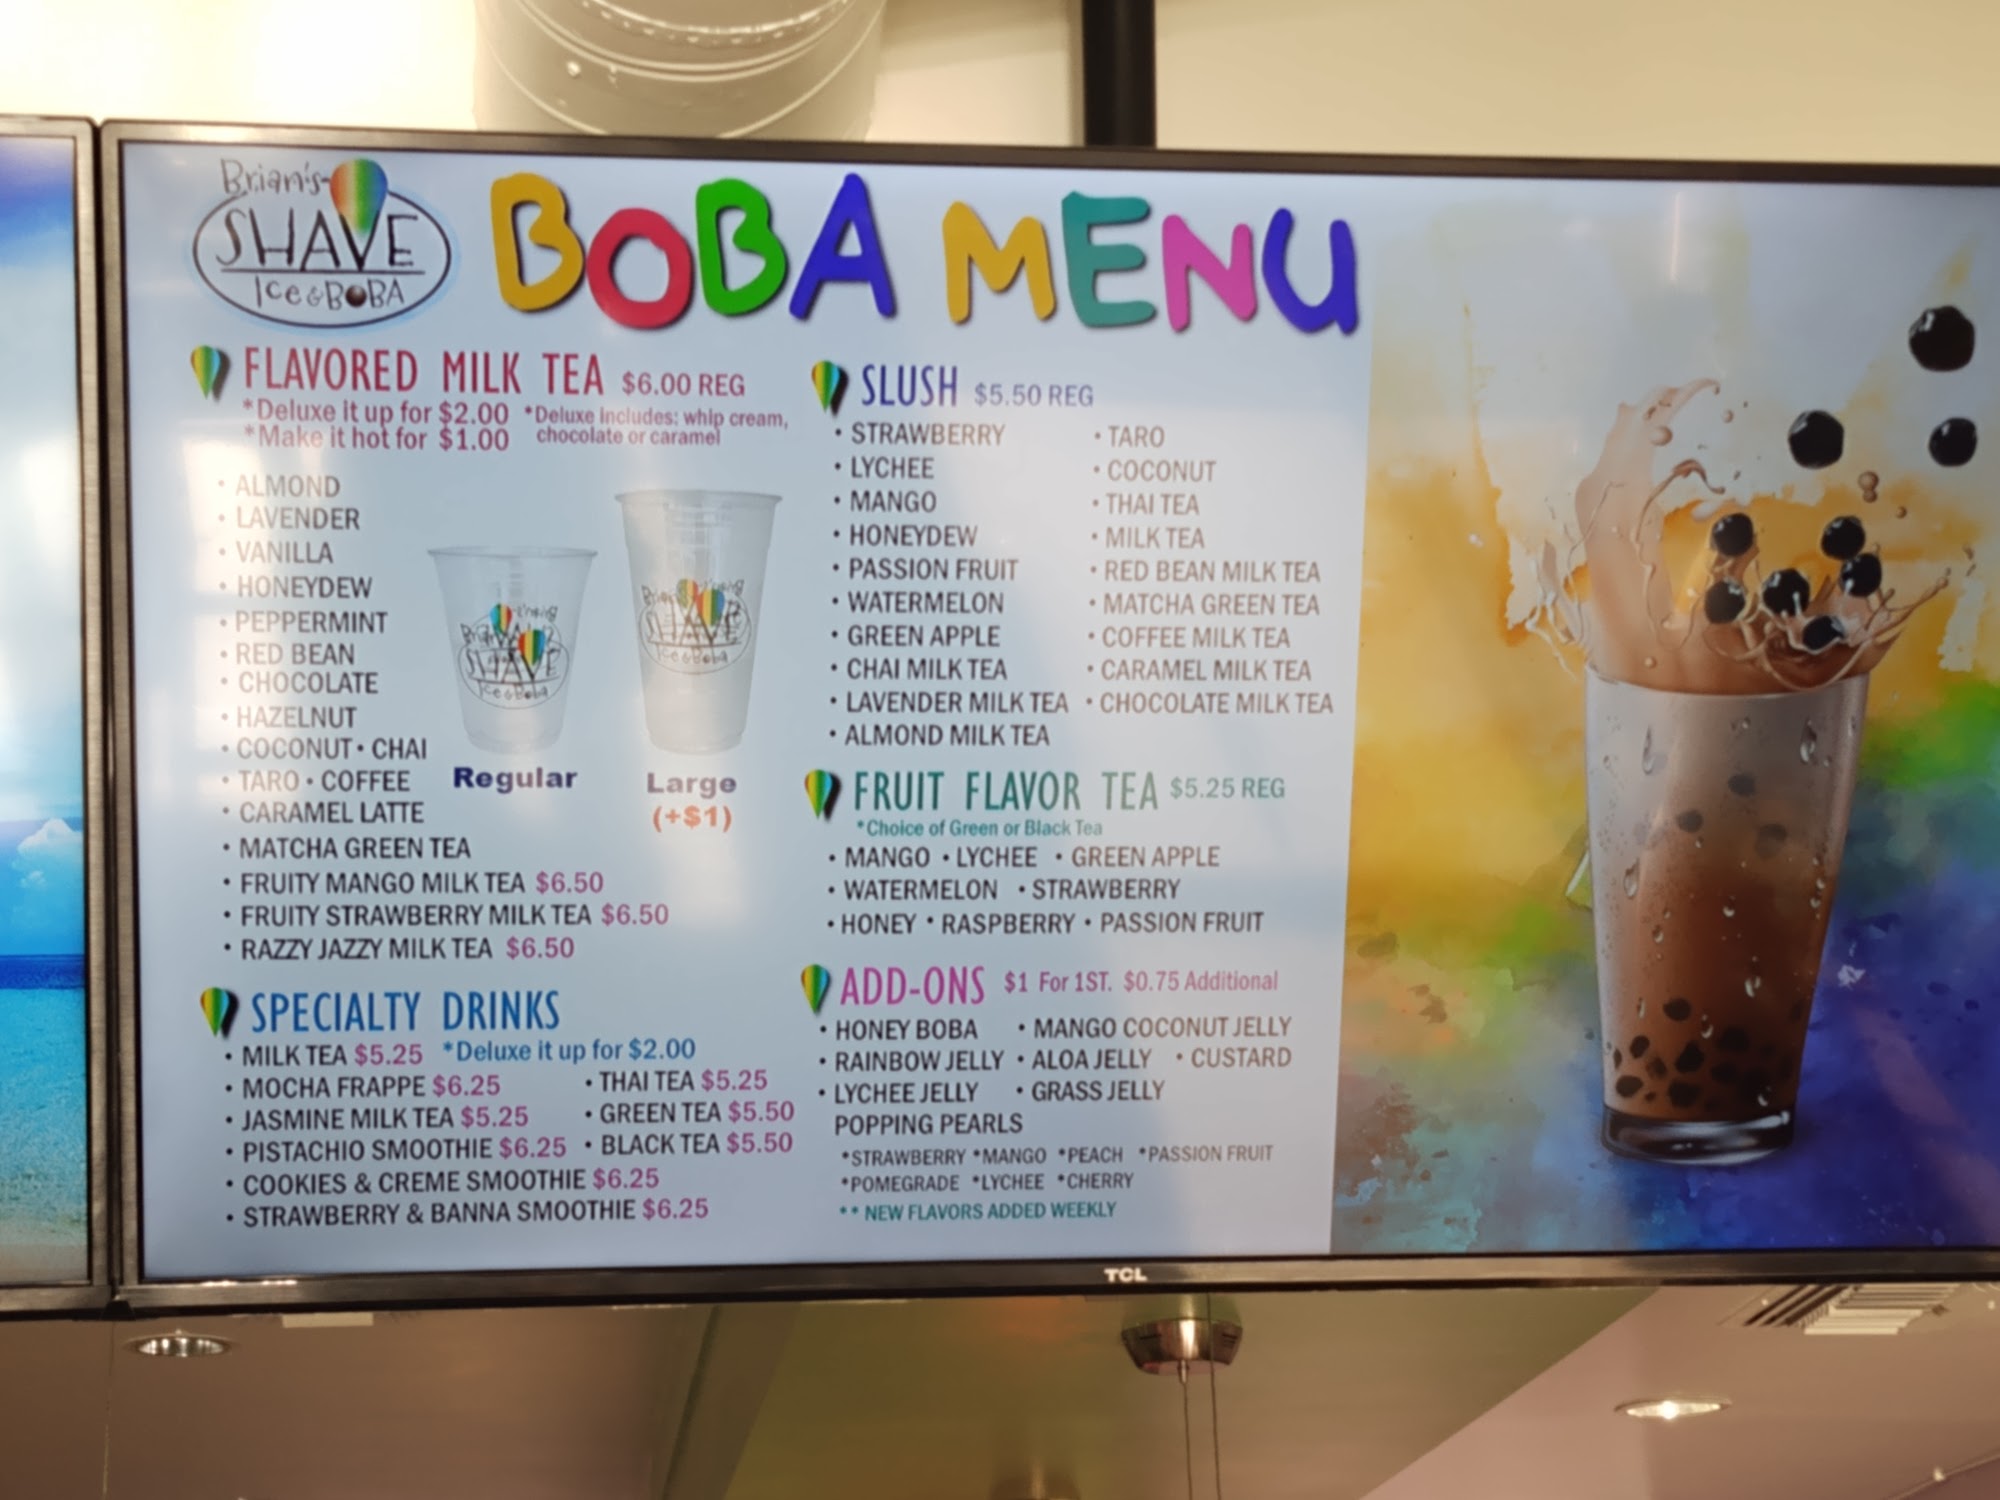 Brian's
SHAVE
Ice & BOBA
BOBA MENU
FLAVORED MILK TEA $6.00 REG
*Deluxe it up for $2.00 *Deluxe includes: whip cream,
*Make it hot for $1.00 chocolate or caramel
• ALMOND
• LAVENDER
• VANILLA
• HONEYDEW
• PEPPERMINT
• RED BEAN
• CHOCOLATE
• HAZELNUT
• COCONUT • CHAI
• TARO • COFFEE
• CARAMEL LATTE
• MATCHA GREEN TEA
• FRUITY MANGO MILK TEA $6.50
• FRUITY STRAWBERRY MILK TEA $6.50
• RAZZY JAZZY MILK TEA $6.50
SHAVE
Ice & Boba
Regular
SHAVE
Ice & Boba
Large
(+$1)
SPECIALTY DRINKS
• MILK TEA $5.25 *Deluxe it up for $2.00
• MOCHA FRAPPE $6.25 • THAI TEA $5.25
• JASMINE MILK TEA $5.25 • GREEN TEA $5.50
• PISTACHIO SMOOTHIE $6.25 • BLACK TEA $5.50
• COOKIES & CREME SMOOTHIE $6.25
• STRAWBERRY & BANNA SMOOTHIE $6.25
SLUSH $5.50 REG
• STRAWBERRY • TARO
• LYCHEE • COCONUT
• MANGO • THAI TEA
• HONEYDEW • MILK TEA
• PASSION FRUIT • RED BEAN MILK TEA
• WATERMELON • MATCHA GREEN TEA
• GREEN APPLE • COFFEE MILK TEA
• CHAI MILK TEA • CARAMEL MILK TEA
• LAVENDER MILK TEA • CHOCOLATE MILK TEA
• ALMOND MILK TEA
FRUIT FLAVOR TEA $5.25 REG
*Choice of Green or Black Tea
• MANGO • LYCHEE • GREEN APPLE
• WATERMELON • STRAWBERRY
• HONEY • RASPBERRY • PASSION FRUIT
ADD-ONS $1 For 1ST. $0.75 Additional
• HONEY BOBA • MANGO COCONUT JELLY
• RAINBOW JELLY • ALOA JELLY • CUSTARD
• LYCHEE JELLY • GRASS JELLY
POPPING PEARLS
*STRAWBERRY *MANGO *PEACH *PASSION FRUIT
*POMEGRADE *LYCHEE *CHERRY
** NEW FLAVORS ADDED WEEKLY
TCL